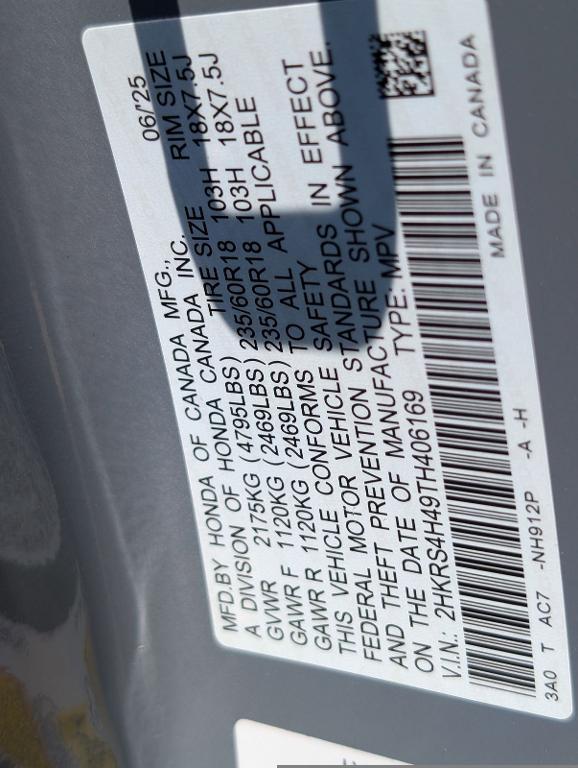 MFD.BY HONDA OF CANADA MFG., 06/'25
A DIVISION OF HONDA CANADA INC.
TIRE SIZE RIM SIZE
GVWR 2175KG (4795LBS)
GAWR F 1120KG (2469LBS) 235/60R18 103H 18X7.5J
GAWR R 1120KG (2469LBS) 235/60R18 103H 18X7.5J
THIS VEHICLE CONFORMS TO ALL APPLICABLE
FEDERAL MOTOR VEHICLE SAFETY
AND THEFT PREVENTION STANDARDS IN EFFECT
ON THE DATE OF MANUFACTURE SHOWN ABOVE.
V.I.N.: 2HKRS4H49TH406169 TYPE: MPV
3A0 T AC7 -NH912P -A -H MADE IN CANADA